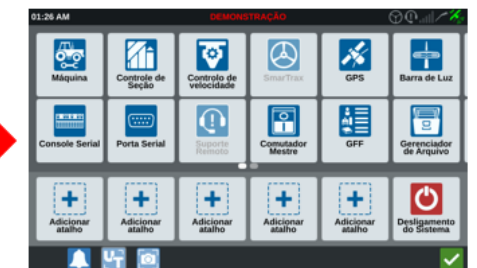 01:26 AM DEMONSTRAÇÃO
Máquina
Controle de
Seção
Controlo de
velocidade
SmarTrax
GPS
Barra de Luz
Console Serial
Porta Serial
Suporte
Remoto
Comutador
Mestre
GFF
Gerenciador
de Arquivo
Adicionar
atalho
Adicionar
atalho
Adicionar
atalho
Adicionar
atalho
Adicionar
atalho
Desligamento
do Sistema
UT